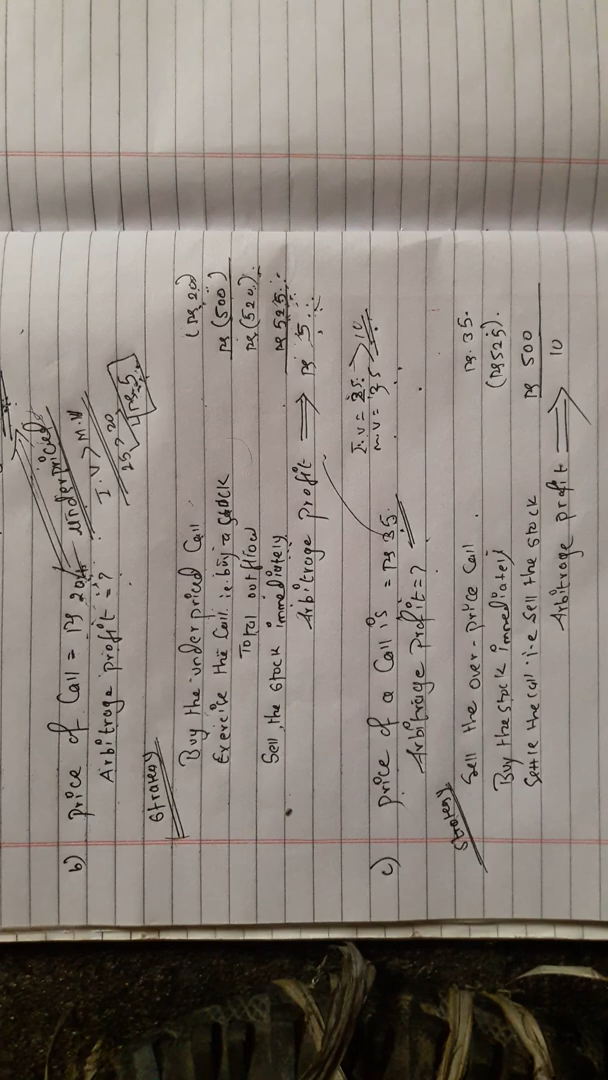 b) price of Call = Rs 20 → Underpriced
Arbitrage profit = ? I.V > M.V
25 > 20
Rs 5
Strategy
Buy the underpriced Call (Rs 20)
Exercise the Call i.e buy a stock Rs (500)
Total outflow Rs (520)
Sell the stock immediately Rs 525
Arbitrage profit ⇒ Rs 5
I.V = 25
M.V = 35 > 10
c) price of a Call is = Rs 35.
Arbitrage profit = ?
Strategy
Sell the over-price Call Rs. 35.
Buy the stock immediately (Rs 525).
Settle the call i.e sell the stock Rs 500
Arbitrage profit ⇒ 10